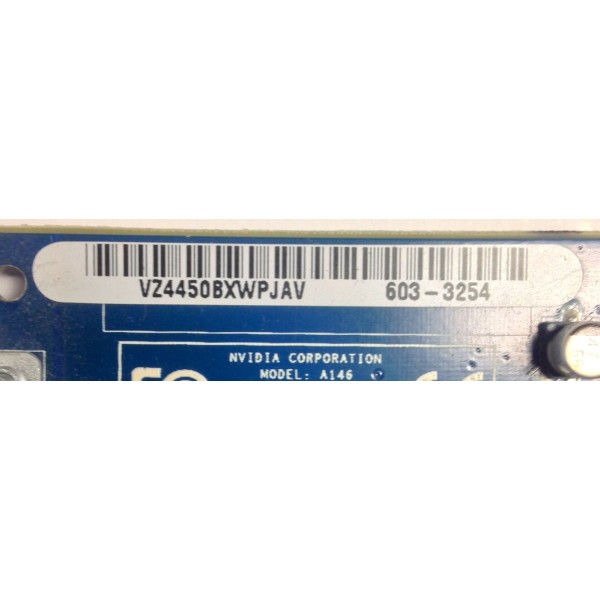 VZ4450BXWPJAV 603-3254
NVIDIA CORPORATION
MODEL: A146